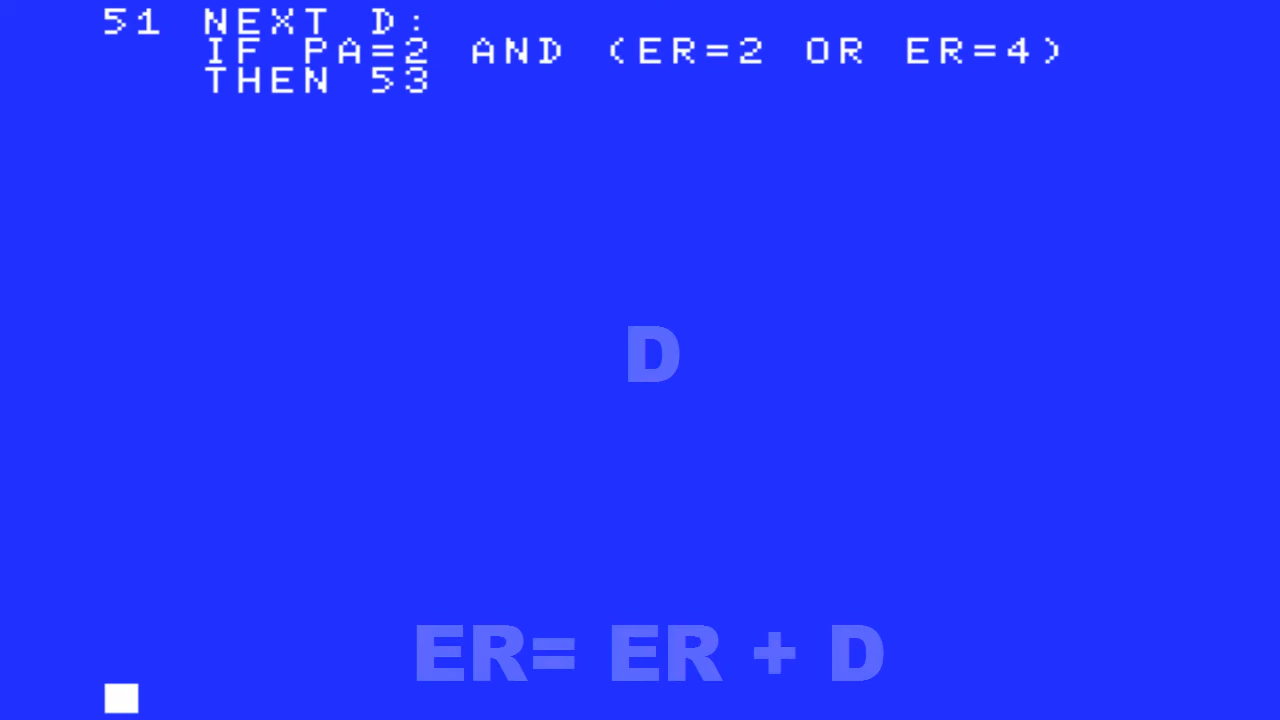 51 NEXT D:
IF PA=2 AND (ER=2 OR ER=4)
THEN 53
D
ER= ER + D